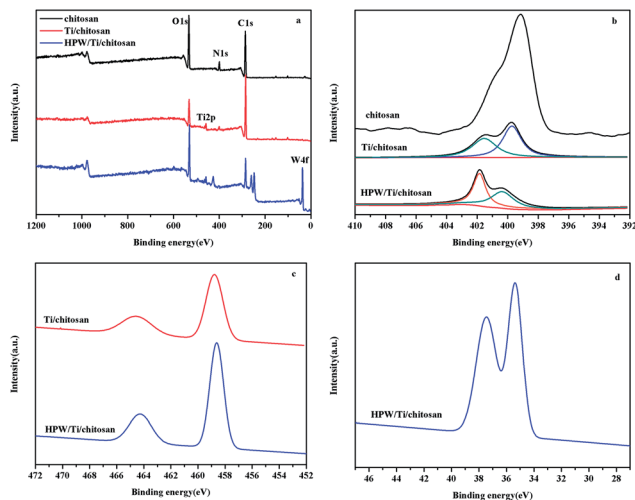 a
chitosan
Ti/chitosan
HPW/Ti/chitosan
O1s
C1s
N1s
Ti2p
W4f
Intensity(a.u.)
1200 1000 800 600 400 200 0
Binding energy(eV)
b
chitosan
Ti/chitosan
HPW/Ti/chitosan
Intensity(a.u.)
410 408 406 404 402 400 398 396 394 392
Binding energy(eV)
c
Ti/chitosan
HPW/Ti/chitosan
Intensity(a.u.)
472 470 468 466 464 462 460 458 456 454 452
Binding energy(eV)
d
HPW/Ti/chitosan
Intensity(a.u.)
46 44 42 40 38 36 34 32 30 28
Binding energy(eV)